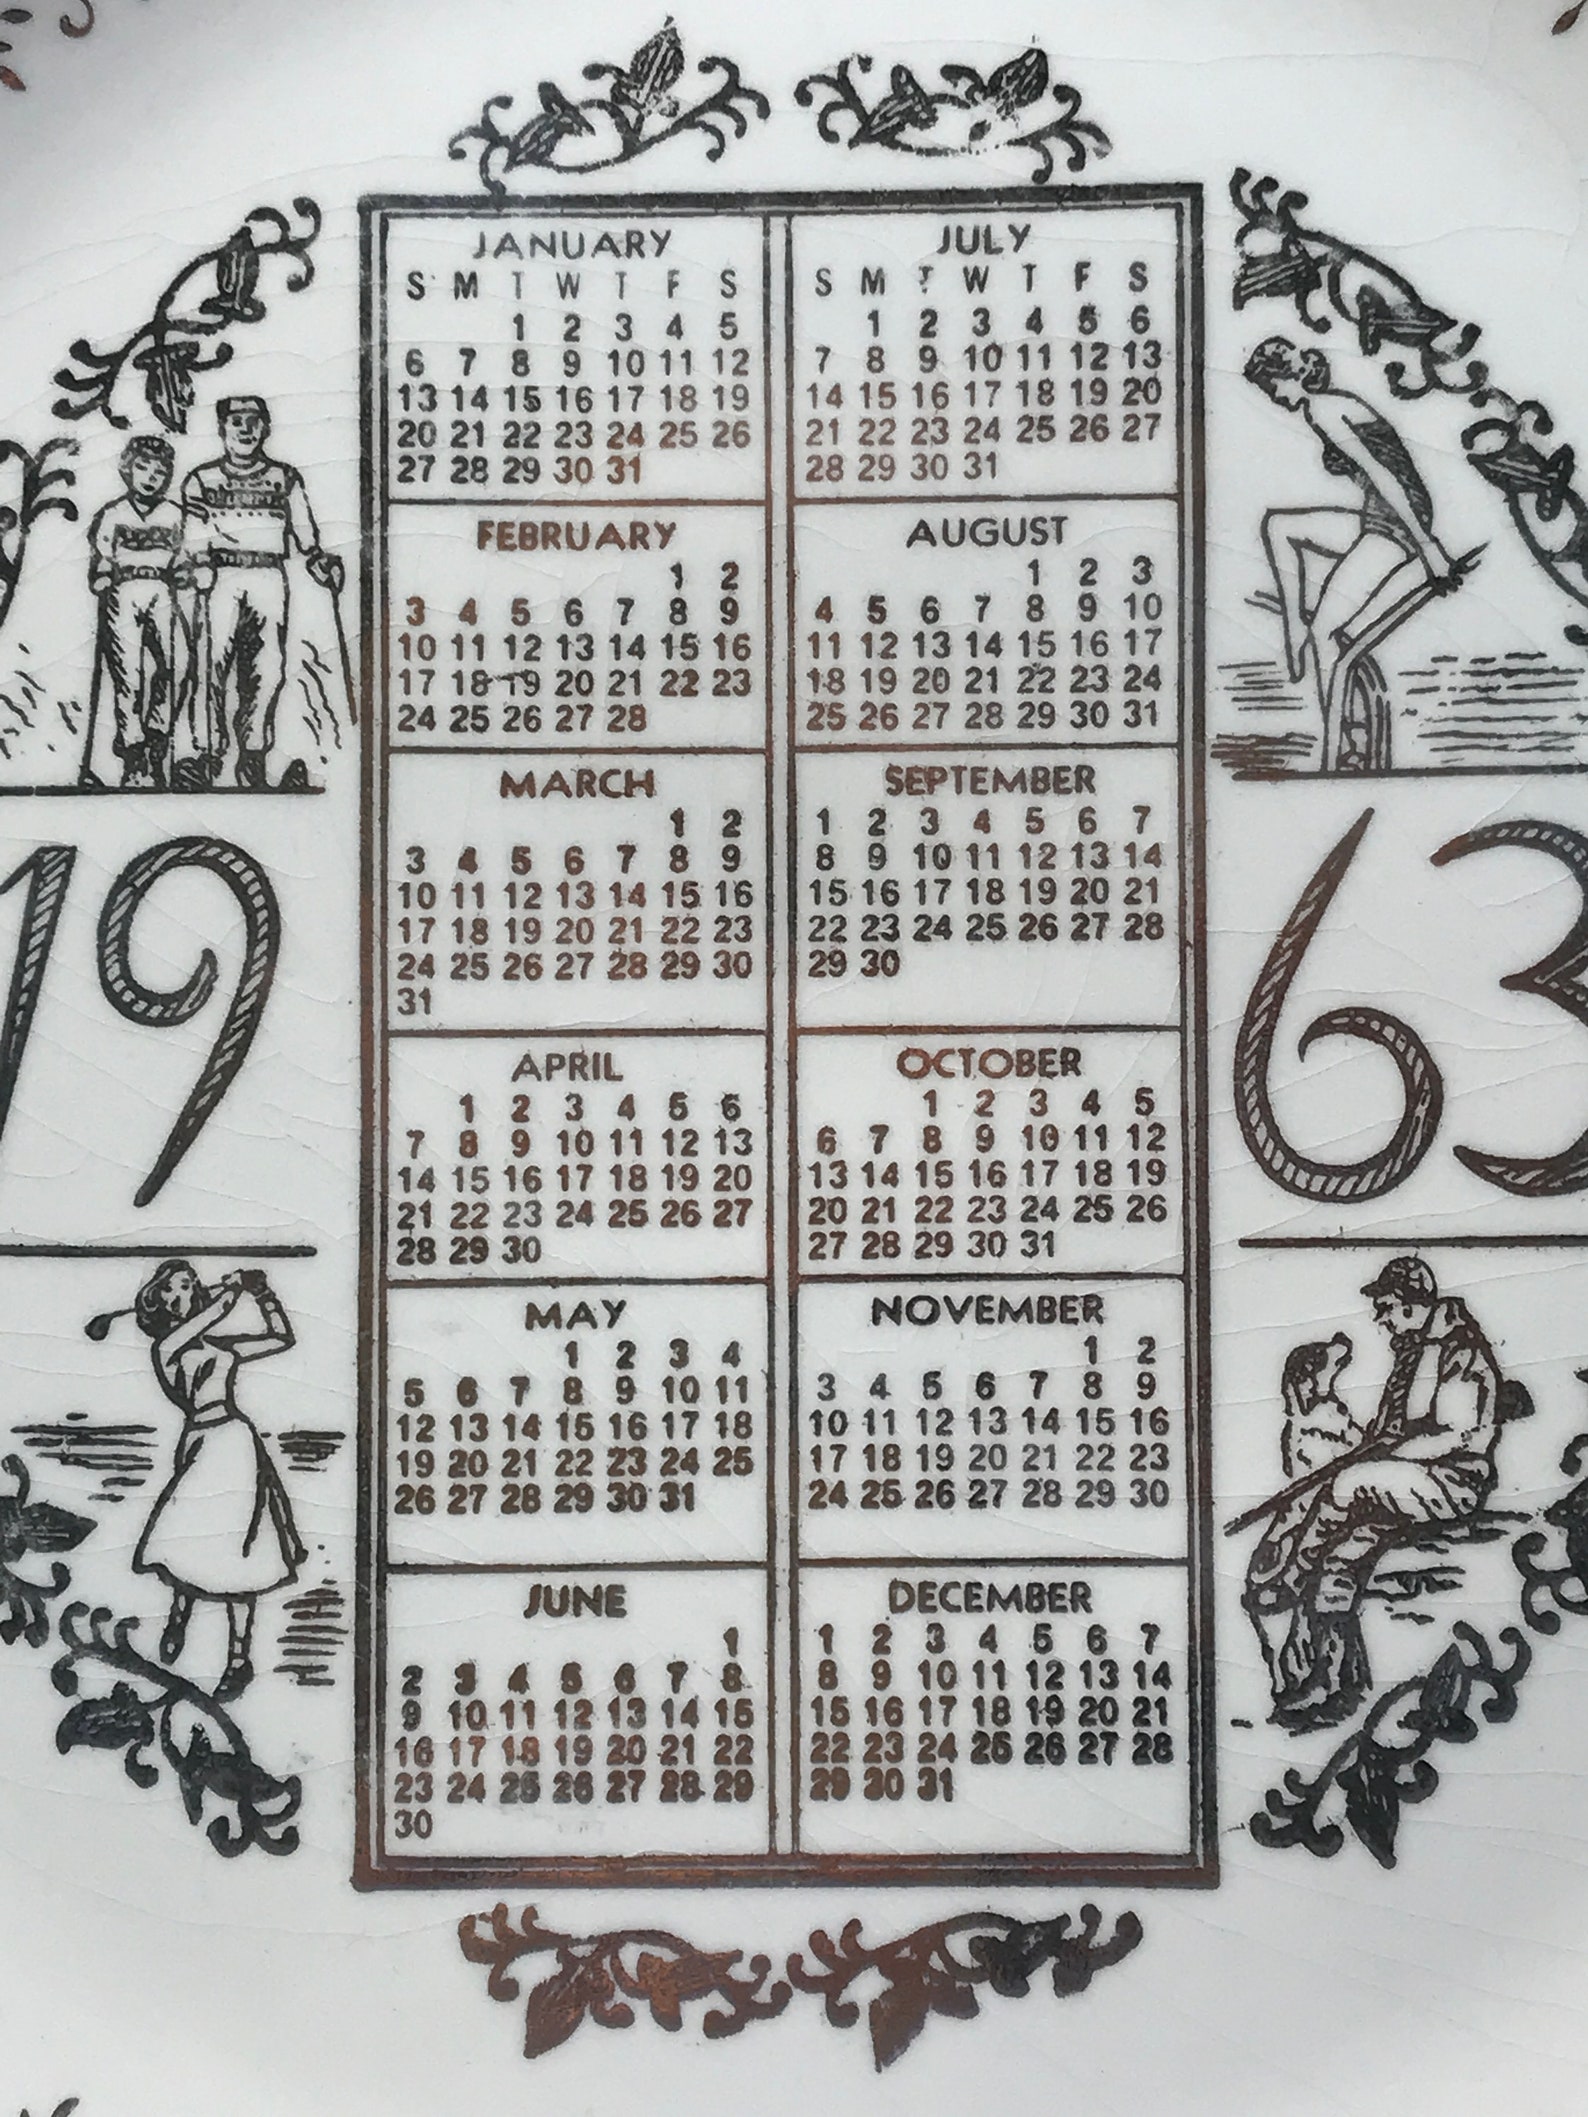 JANUARY
S M T W T F S
1 2 3 4 5
6 7 8 9 10 11 12
13 14 15 16 17 18 19
20 21 22 23 24 25 26
27 28 29 30 31
FEBRUARY
1 2
3 4 5 6 7 8 9
10 11 12 13 14 15 16
17 18 19 20 21 22 23
24 25 26 27 28
MARCH
1 2
3 4 5 6 7 8 9
10 11 12 13 14 15 16
17 18 19 20 21 22 23
24 25 26 27 28 29 30
31
APRIL
1 2 3 4 5 6
7 8 9 10 11 12 13
14 15 16 17 18 19 20
21 22 23 24 25 26 27
28 29 30
MAY
1 2 3 4
5 6 7 8 9 10 11
12 13 14 15 16 17 18
19 20 21 22 23 24 25
26 27 28 29 30 31
JUNE
1
2 3 4 5 6 7 8
9 10 11 12 13 14 15
16 17 18 19 20 21 22
23 24 25 26 27 28 29
30
JULY
S M T W T F S
1 2 3 4 5 6
7 8 9 10 11 12 13
14 15 16 17 18 19 20
21 22 23 24 25 26 27
28 29 30 31
AUGUST
1 2 3
4 5 6 7 8 9 10
11 12 13 14 15 16 17
18 19 20 21 22 23 24
25 26 27 28 29 30 31
SEPTEMBER
1 2 3 4 5 6 7
8 9 10 11 12 13 14
15 16 17 18 19 20 21
22 23 24 25 26 27 28
29 30
OCTOBER
1 2 3 4 5
6 7 8 9 10 11 12
13 14 15 16 17 18 19
20 21 22 23 24 25 26
27 28 29 30 31
NOVEMBER
1 2
3 4 5 6 7 8 9
10 11 12 13 14 15 16
17 18 19 20 21 22 23
24 25 26 27 28 29 30
DECEMBER
1 2 3 4 5 6 7
8 9 10 11 12 13 14
15 16 17 18 19 20 21
22 23 24 25 26 27 28
29 30 31
19 63